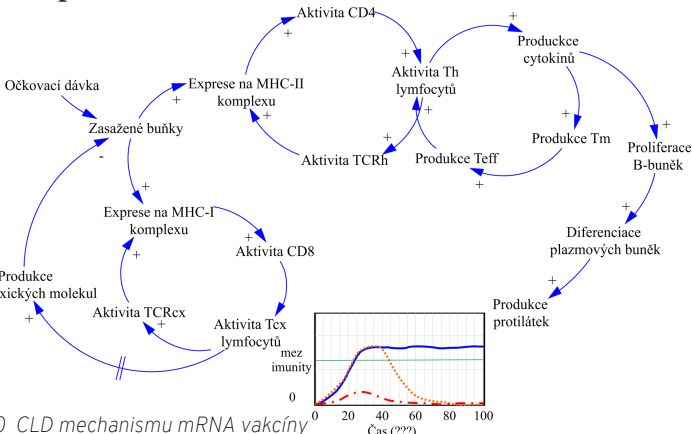 Aktivita CD4
+
+
+
Produckce
cytokinů
Očkovací dávka
Exprese na MHC-II
komplexu
Aktivita Th
lymfocytů
+
+
+
Zasažené buňky
-
+
+
+
Produkce Tm
Proliferace
B-buněk
Aktivita TCRh
Produkce Teff
+
+
Exprese na MHC-I
komplexu
+
+
Diferenciace
plazmových buněk
+
Aktivita CD8
Produkce
xických molekul
+
Produkce
protilátek
Aktivita TCRcx
+
+
Aktivita Tcx
lymfocytů
mez
imunity
0
0 20 40 60 80 100
Čas (???)
0 CLD mechanismu mRNA vakcíny